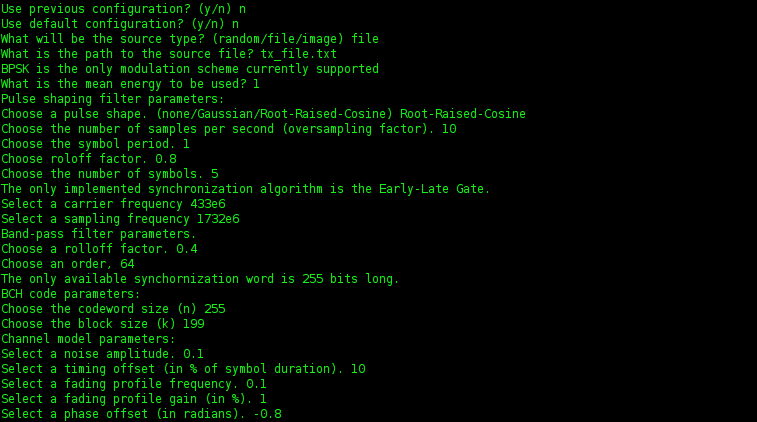 Use previous configuration? (y/n) n
Use default configuration? (y/n) n
What will be the source type? (random/file/image) file
What is the path to the source file? tx_file.txt
BPSK is the only modulation scheme currently supported
What is the mean energy to be used? 1
Pulse shaping filter parameters:
Choose a pulse shape. (none/Gaussian/Root-Raised-Cosine) Root-Raised-Cosine
Choose the number of samples per second (oversampling factor). 10
Choose the symbol period. 1
Choose roloff factor. 0.8
Choose the number of symbols. 5
The only implemented synchronization algorithm is the Early-Late Gate.
Select a carrier frequency 433e6
Select a sampling frequency 1732e6
Band-pass filter parameters.
Choose a rolloff factor. 0.4
Choose an order, 64
The only available synchornization word is 255 bits long.
BCH code parameters:
Choose the codeword size (n) 255
Choose the block size (k) 199
Channel model parameters:
Select a noise amplitude. 0.1
Select a timing offset (in % of symbol duration). 10
Select a fading profile frequency. 0.1
Select a fading profile gain (in %). 1
Select a phase offset (in radians). -0.8